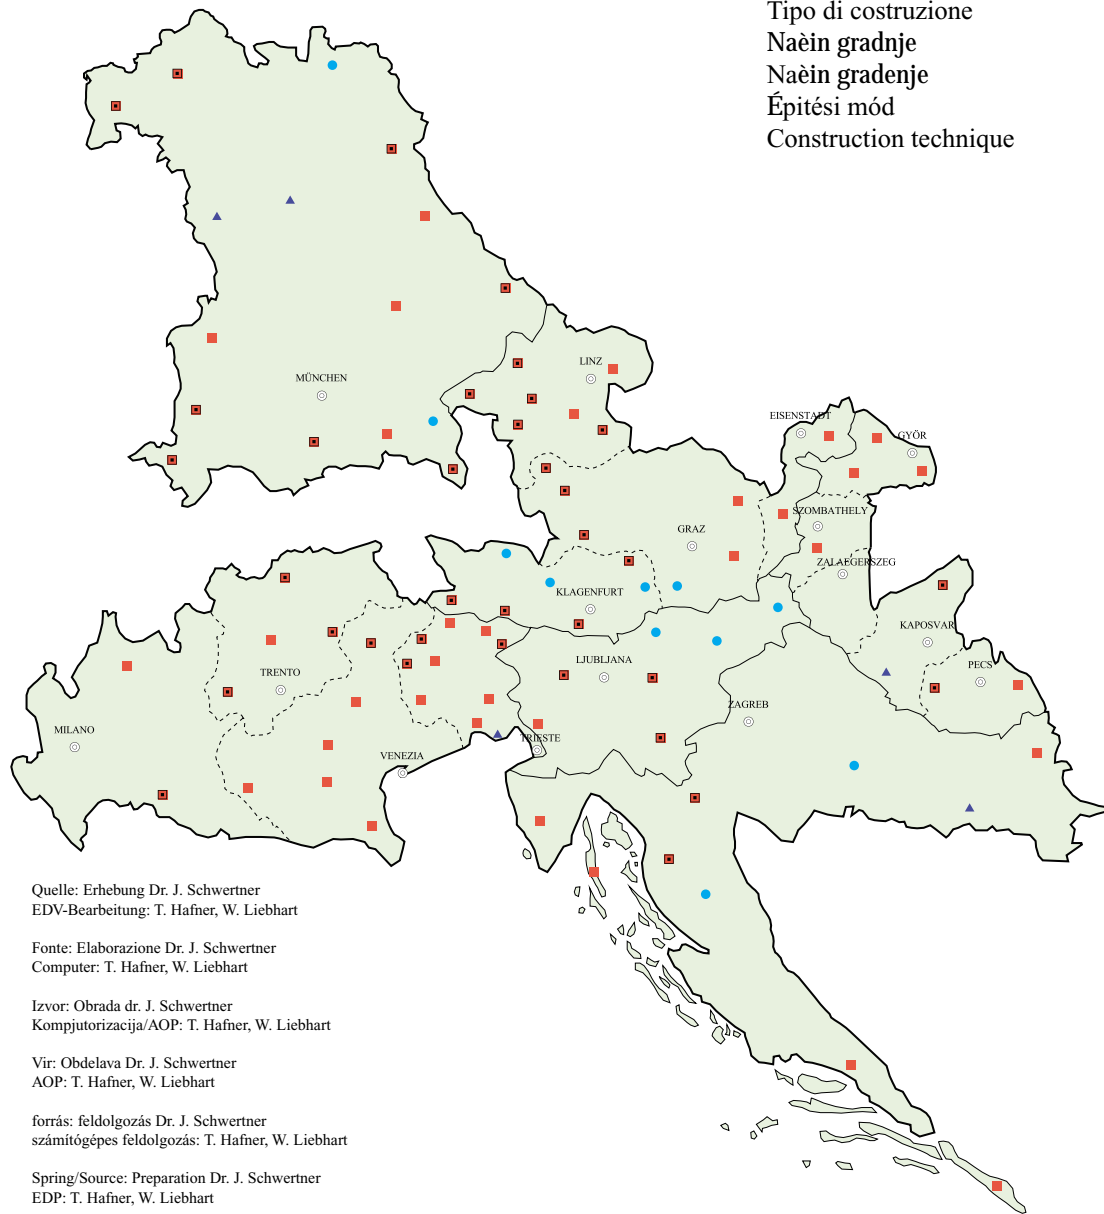 Tipo di costruzione
Naèin gradnje
Naèin gradenje
Épitési mód
Construction technique
LINZ
MÜNCHEN
EISENSTADT
GYÖR
SZOMBATHELY
GRAZ
ZALAEGERSZEG
KLAGENFURT
KAPOSVAR
LJUBLJANA
PECS
TRENTO
ZAGREB
MILANO
TRIESTE
VENEZIA
Quelle: Erhebung Dr. J. Schwertner
EDV-Bearbeitung: T. Hafner, W. Liebhart
Fonte: Elaborazione Dr. J. Schwertner
Computer: T. Hafner, W. Liebhart
Izvor: Obrada dr. J. Schwertner
Kompjutorizacija/AOP: T. Hafner, W. Liebhart
Vir: Obdelava Dr. J. Schwertner
AOP: T. Hafner, W. Liebhart
forrás: feldolgozás Dr. J. Schwertner
számítógépes feldolgozás: T. Hafner, W. Liebhart
Spring/Source: Preparation Dr. J. Schwertner
EDP: T. Hafner, W. Liebhart